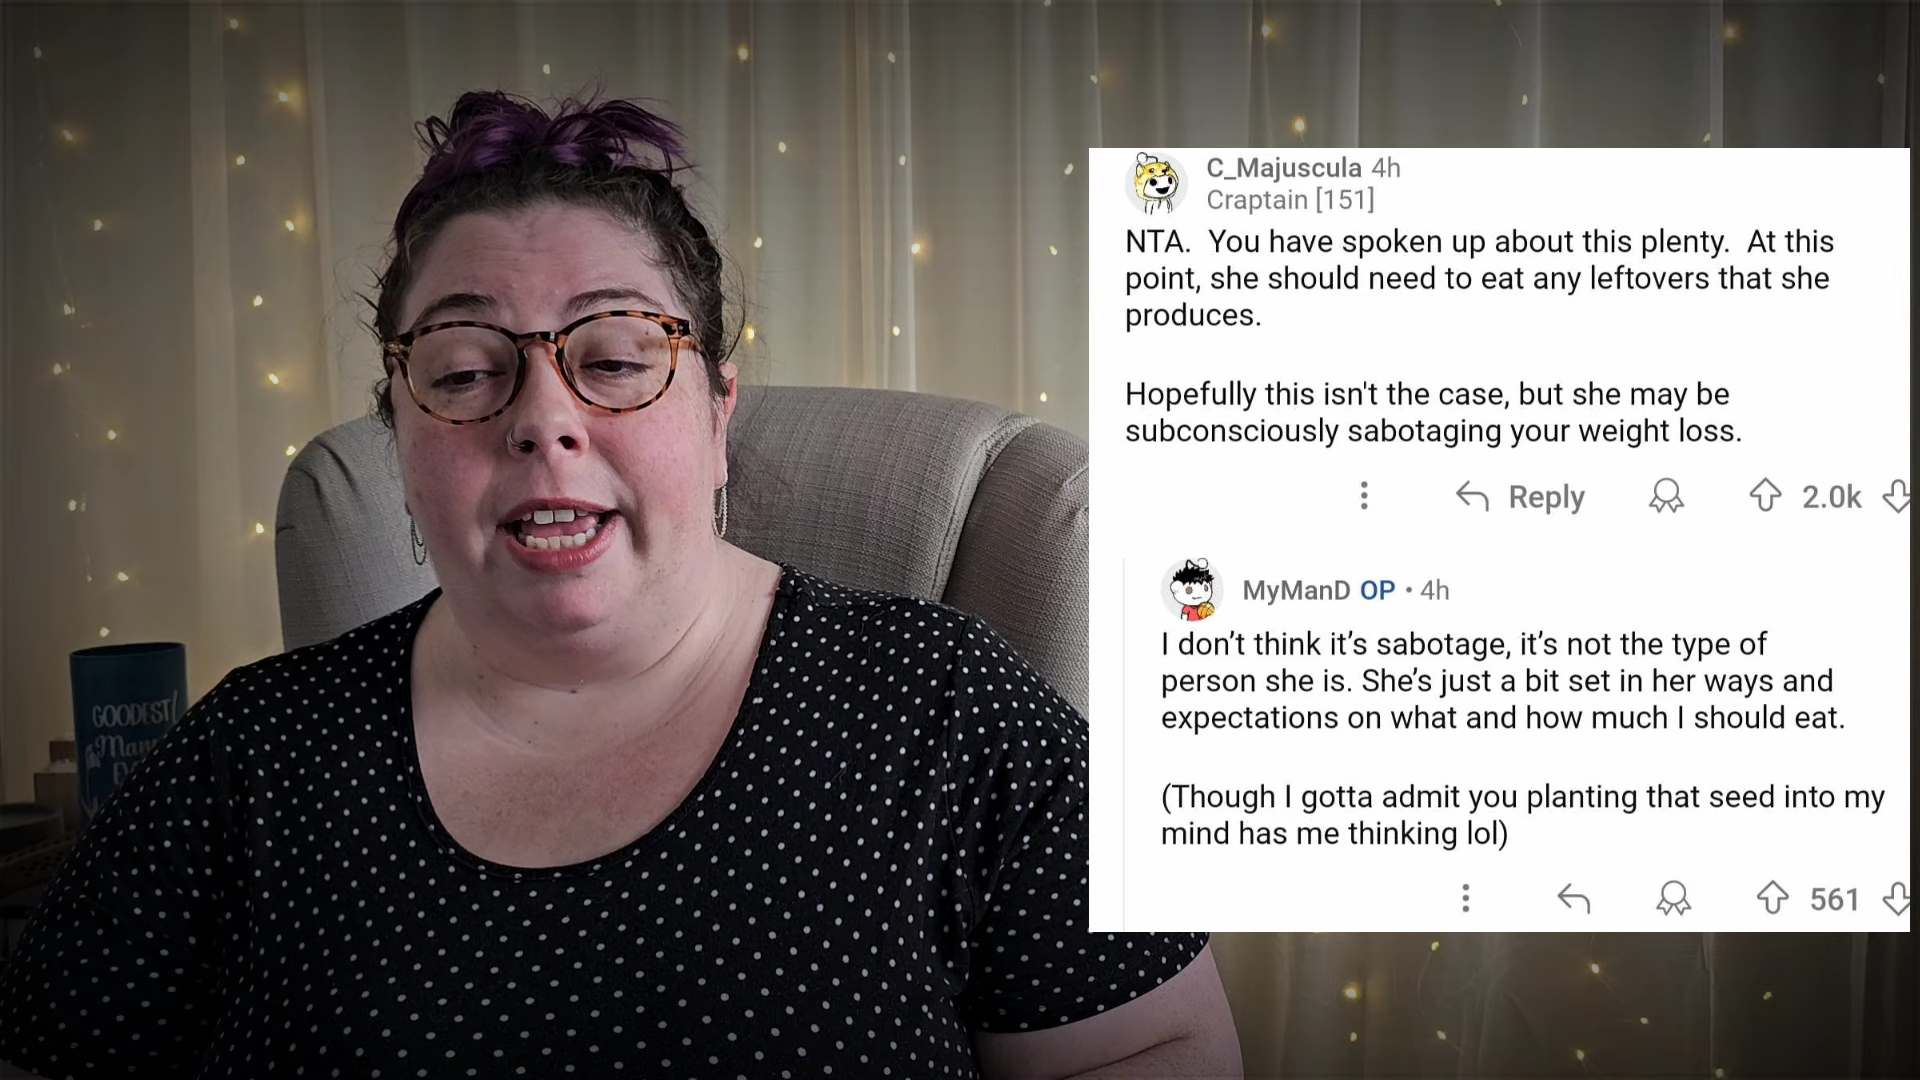 C_Majuscula 4h
Craptain [151]
NTA. You have spoken up about this plenty. At this
point, she should need to eat any leftovers that she
produces.
Hopefully this isn't the case, but she may be
subconsciously sabotaging your weight loss.
Reply 2.0k
MyManD OP • 4h
I don’t think it’s sabotage, it’s not the type of
person she is. She’s just a bit set in her ways and
expectations on what and how much I should eat.
(Though I gotta admit you planting that seed into my
mind has me thinking lol)
561
GOODEST